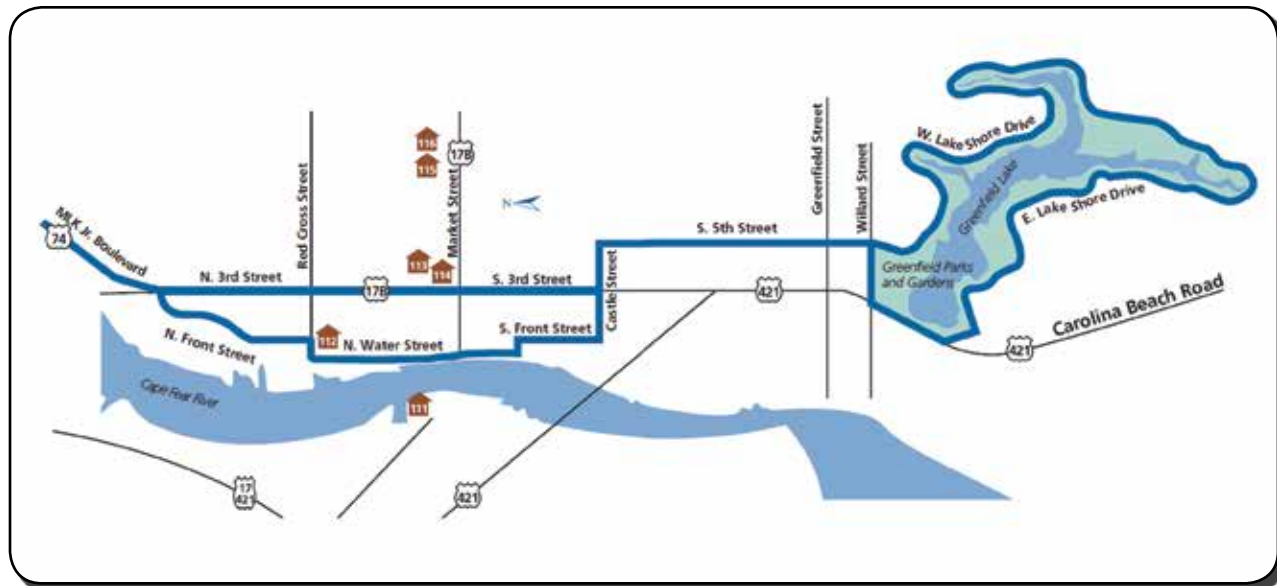 MLK Jr. Boulevard
74
N. 3rd Street
Red Cross Street
17B
116
115
Market Street
17B
N
113
114
S. 3rd Street
Castle Street
S. 5th Street
Greenfield Street
Willard Street
W. Lake Shore Drive
Greenfield Lake
E. Lake Shore Drive
Greenfield Parks
and Gardens
421
Carolina Beach Road
421
N. Front Street
112
N. Water Street
S. Front Street
Cape Fear River
111
17
421
421